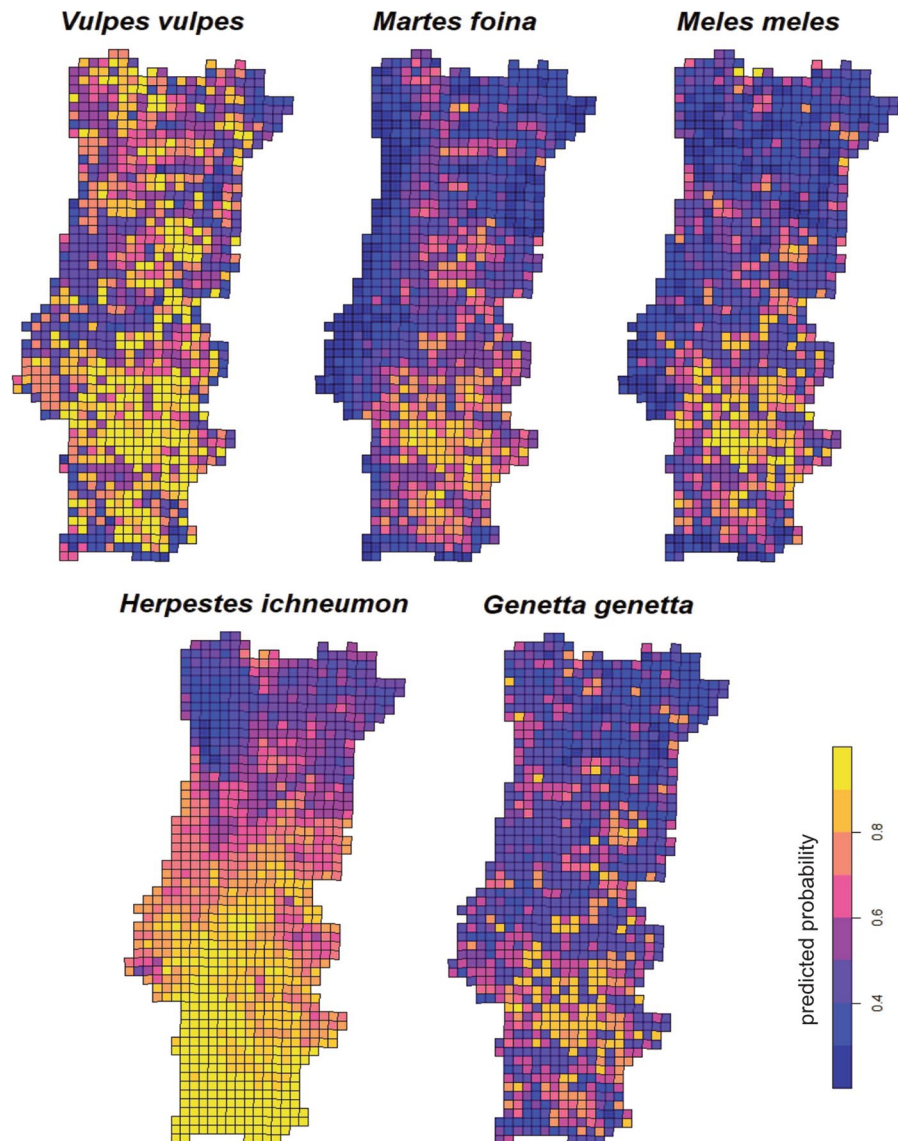 Vulpes vulpes
Martes foina
Meles meles
Herpestes ichneumon
Genetta genetta
predicted probability
0.8
0.6
0.4